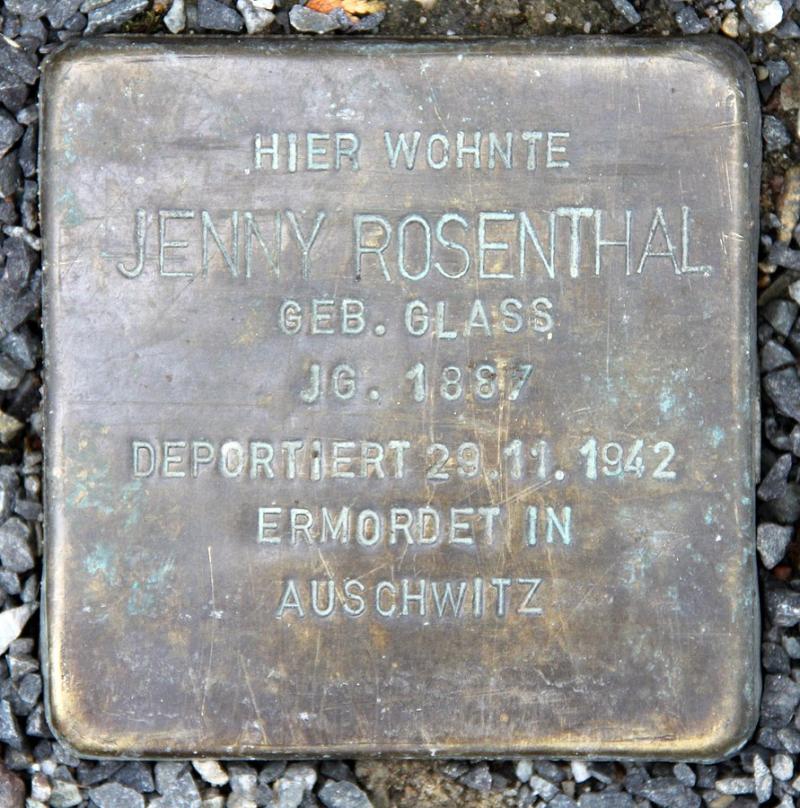 HIER WOHNTE
JENNY ROSENTHAL
GEB. GLASS
JG. 1887
DEPORTIERT 29.11.1942
ERMORDET IN
AUSCHWITZ